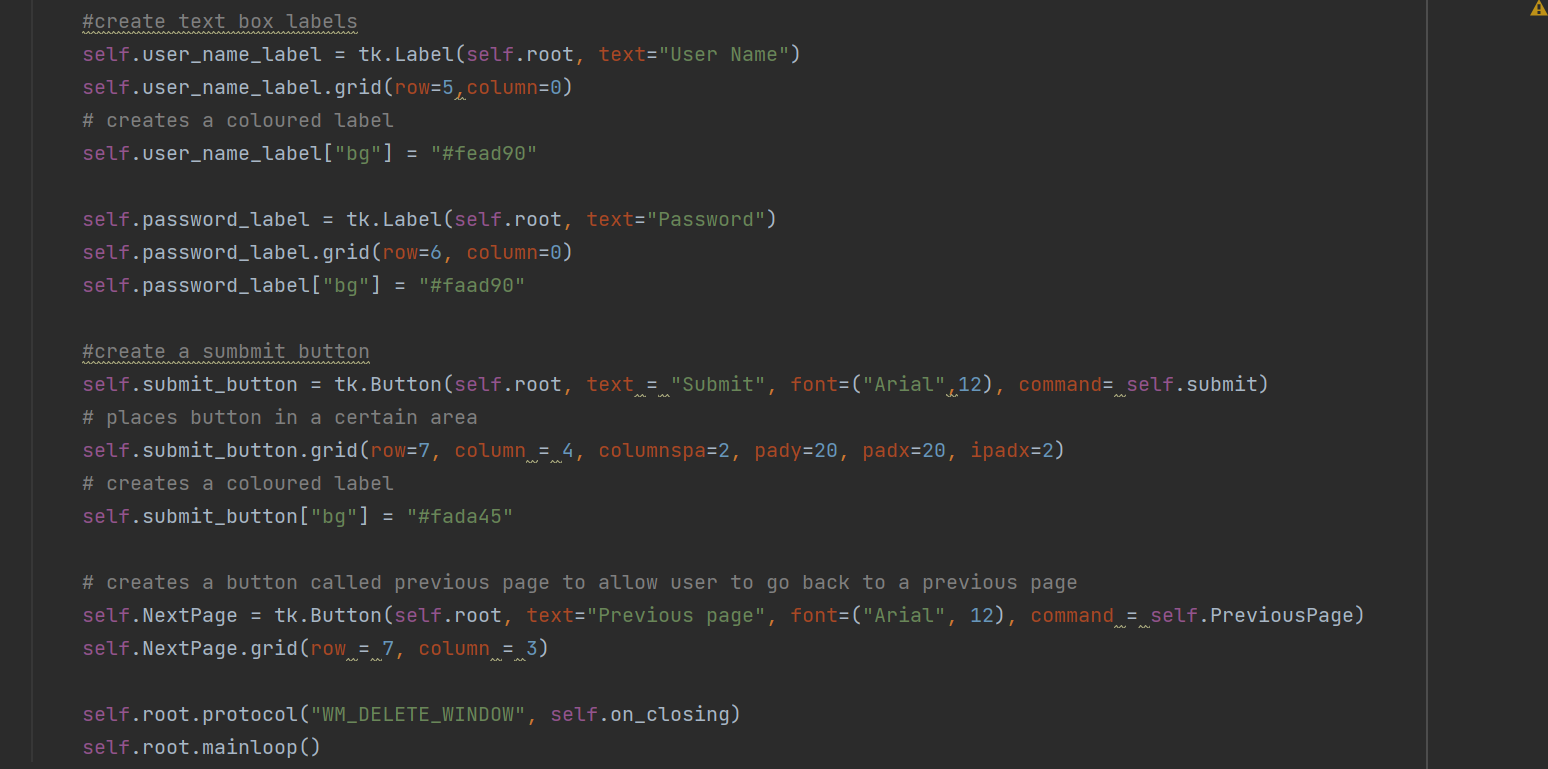 #create text box labels
self.user_name_label = tk.Label(self.root, text="User Name")
self.user_name_label.grid(row=5,column=0)
# creates a coloured label
self.user_name_label["bg"] = "#fead90"
self.password_label = tk.Label(self.root, text="Password")
self.password_label.grid(row=6, column=0)
self.password_label["bg"] = "#faad90"
#create a sumbmit button
self.submit_button = tk.Button(self.root, text = "Submit", font=("Arial",12), command= self.submit)
# places button in a certain area
self.submit_button.grid(row=7, column = 4, columnspa=2, pady=20, padx=20, ipadx=2)
# creates a coloured label
self.submit_button["bg"] = "#fada45"
# creates a button called previous page to allow user to go back to a previous page
self.NextPage = tk.Button(self.root, text="Previous page", font=("Arial", 12), command = self.PreviousPage)
self.NextPage.grid(row = 7, column = 3)
self.root.protocol("WM_DELETE_WINDOW", self.on_closing)
self.root.mainloop()